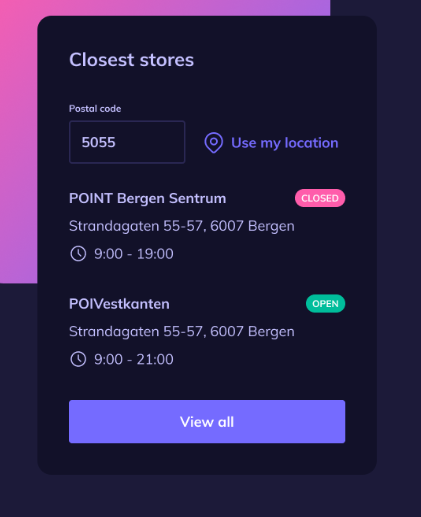 Closest stores
Postal code
5055
Use my location
POINT Bergen Sentrum
CLOSED
Strandagaten 55-57, 6007 Bergen
9:00 - 19:00
POIVestkanten
OPEN
Strandagaten 55-57, 6007 Bergen
9:00 - 21:00
View all